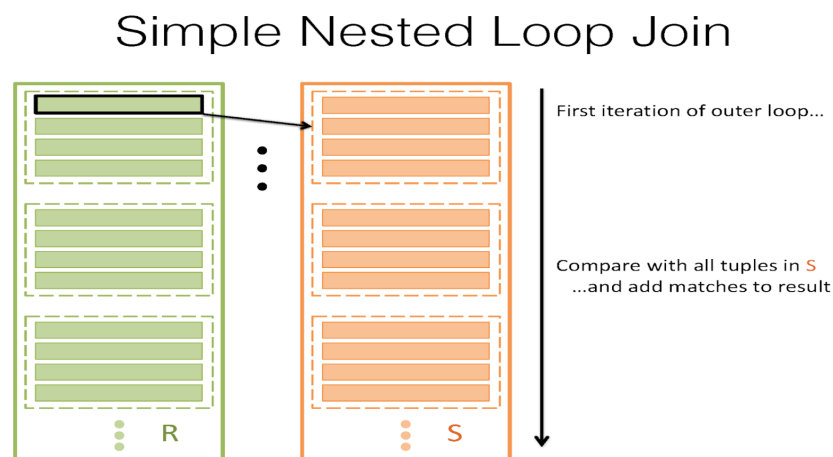 Simple Nested Loop Join
First iteration of outer loop...
Compare with all tuples in S
...and add matches to result
R
S